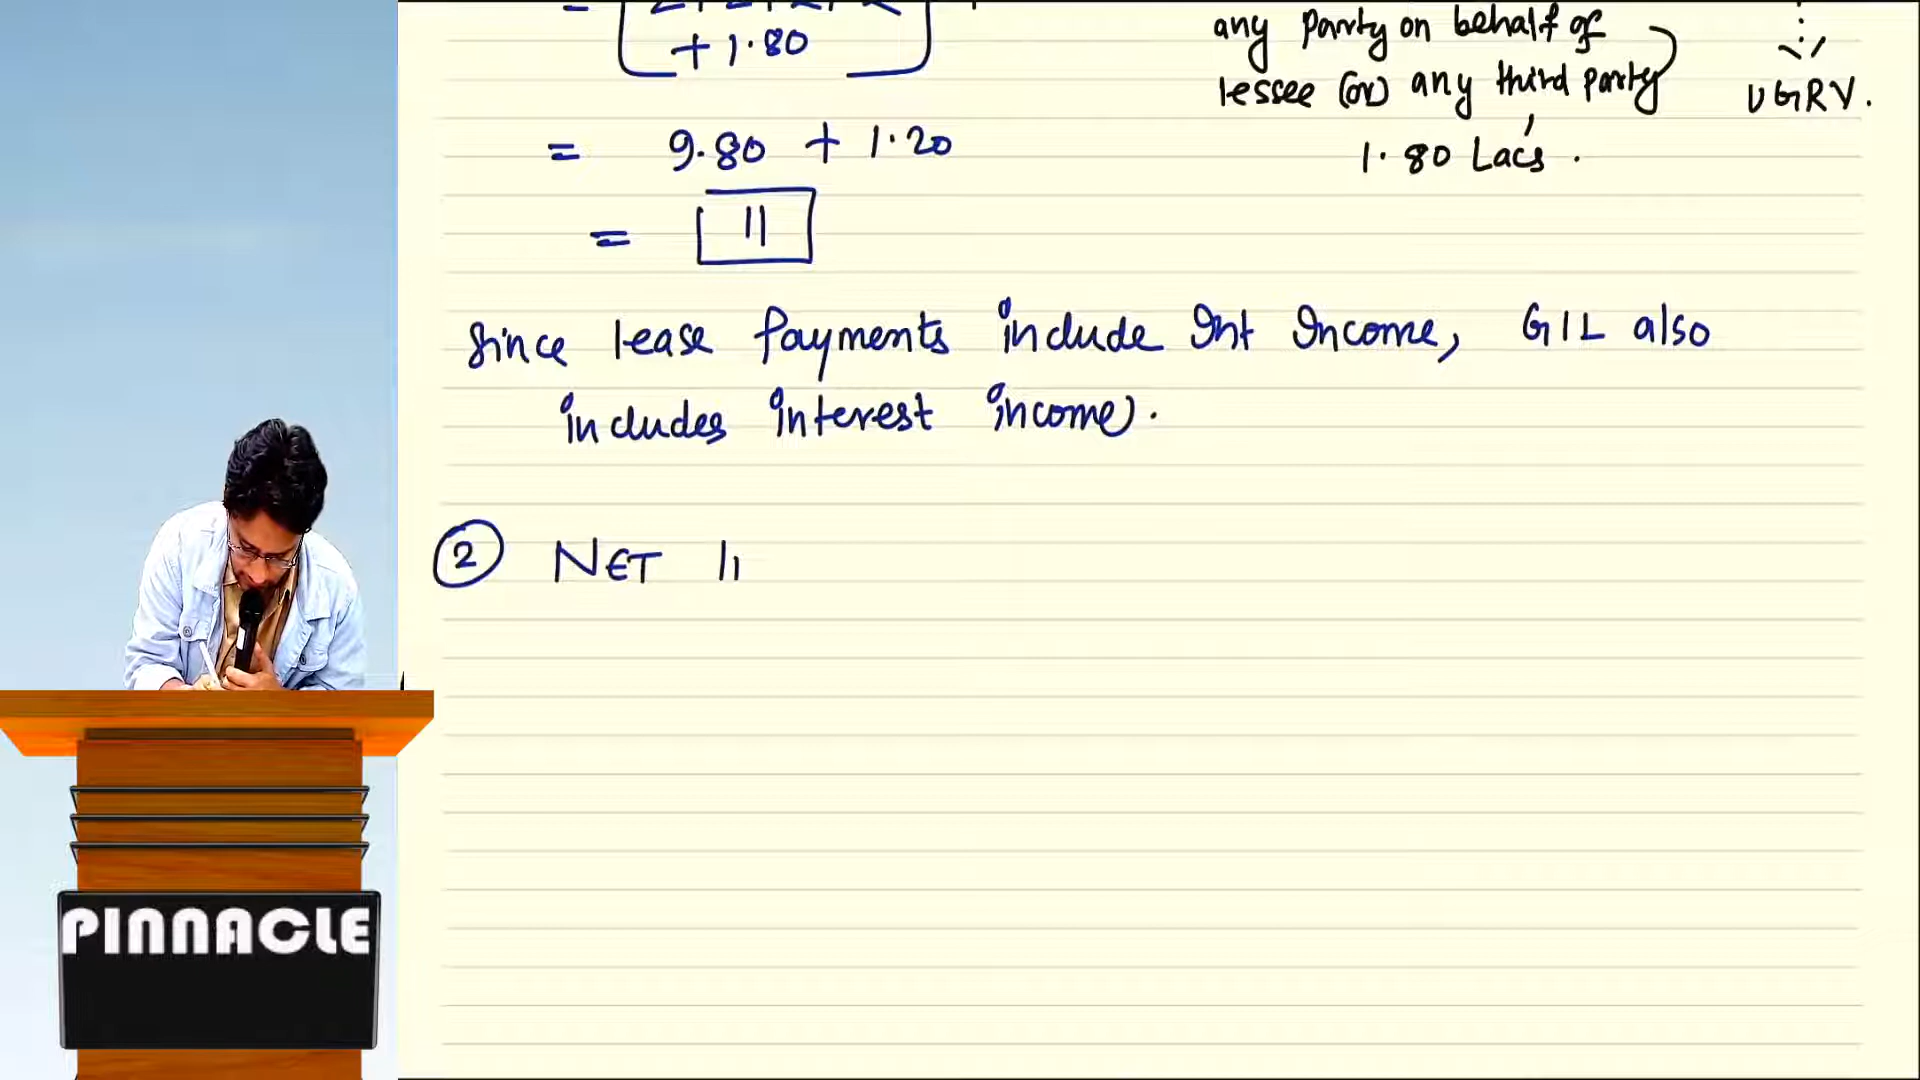 =
+ 1.80
any party on behalf of
lessee (or) any third party
1.80 Lacs.
UGRV.
= 9.80 + 1.20
= 11
Since lease Payments include Int Income, GIL also
includes interest income.
2 NET
PINNACLE